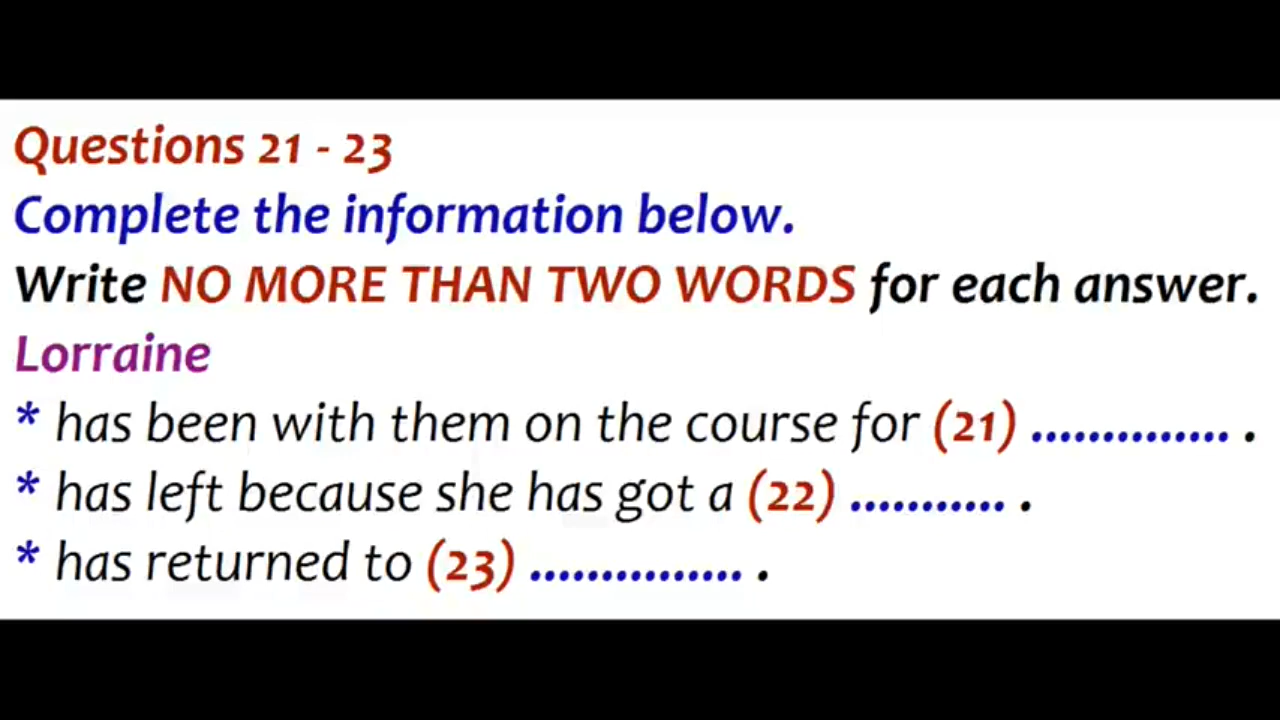 Questions 21 - 23
Complete the information below.
Write NO MORE THAN TWO WORDS for each answer.
Lorraine
* has been with them on the course for (21) .............. .
* has left because she has got a (22) ........... .
* has returned to (23) ............... .